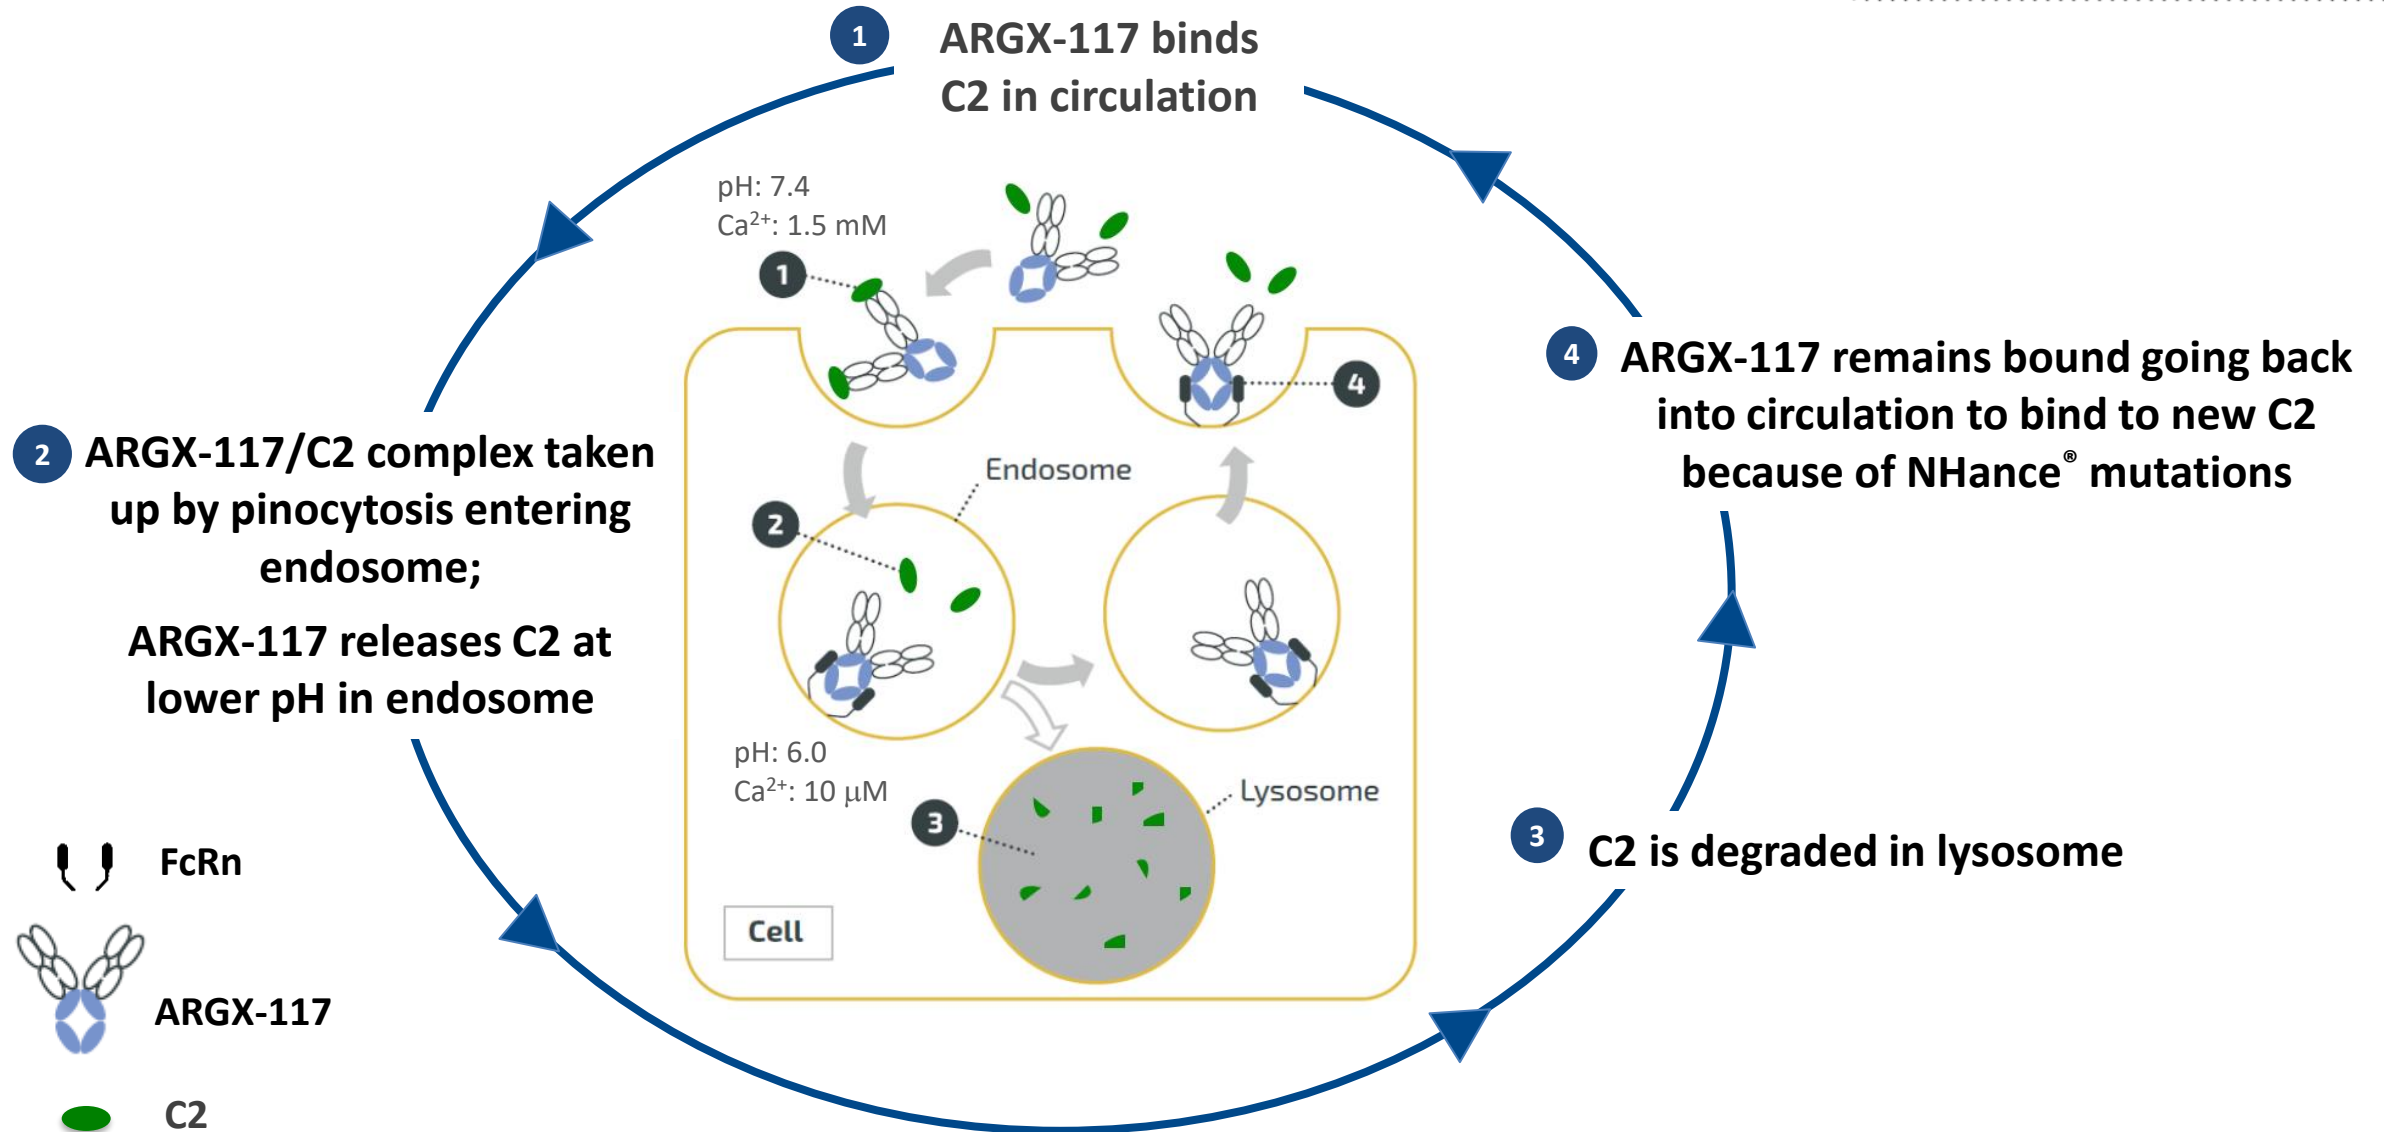 1
ARGX-117 binds
C2 in circulation
pH: 7.4
Ca²⁺: 1.5 mM
1
4
4
ARGX-117 remains bound going back
into circulation to bind to new C2
because of NHance® mutations
2
ARGX-117/C2 complex taken
up by pinocytosis entering
endosome;
ARGX-117 releases C2 at
lower pH in endosome
Endosome
2
pH: 6.0
Ca²⁺: 10 μM
3
Lysosome
3
C2 is degraded in lysosome
Cell
FcRn
ARGX-117
C2